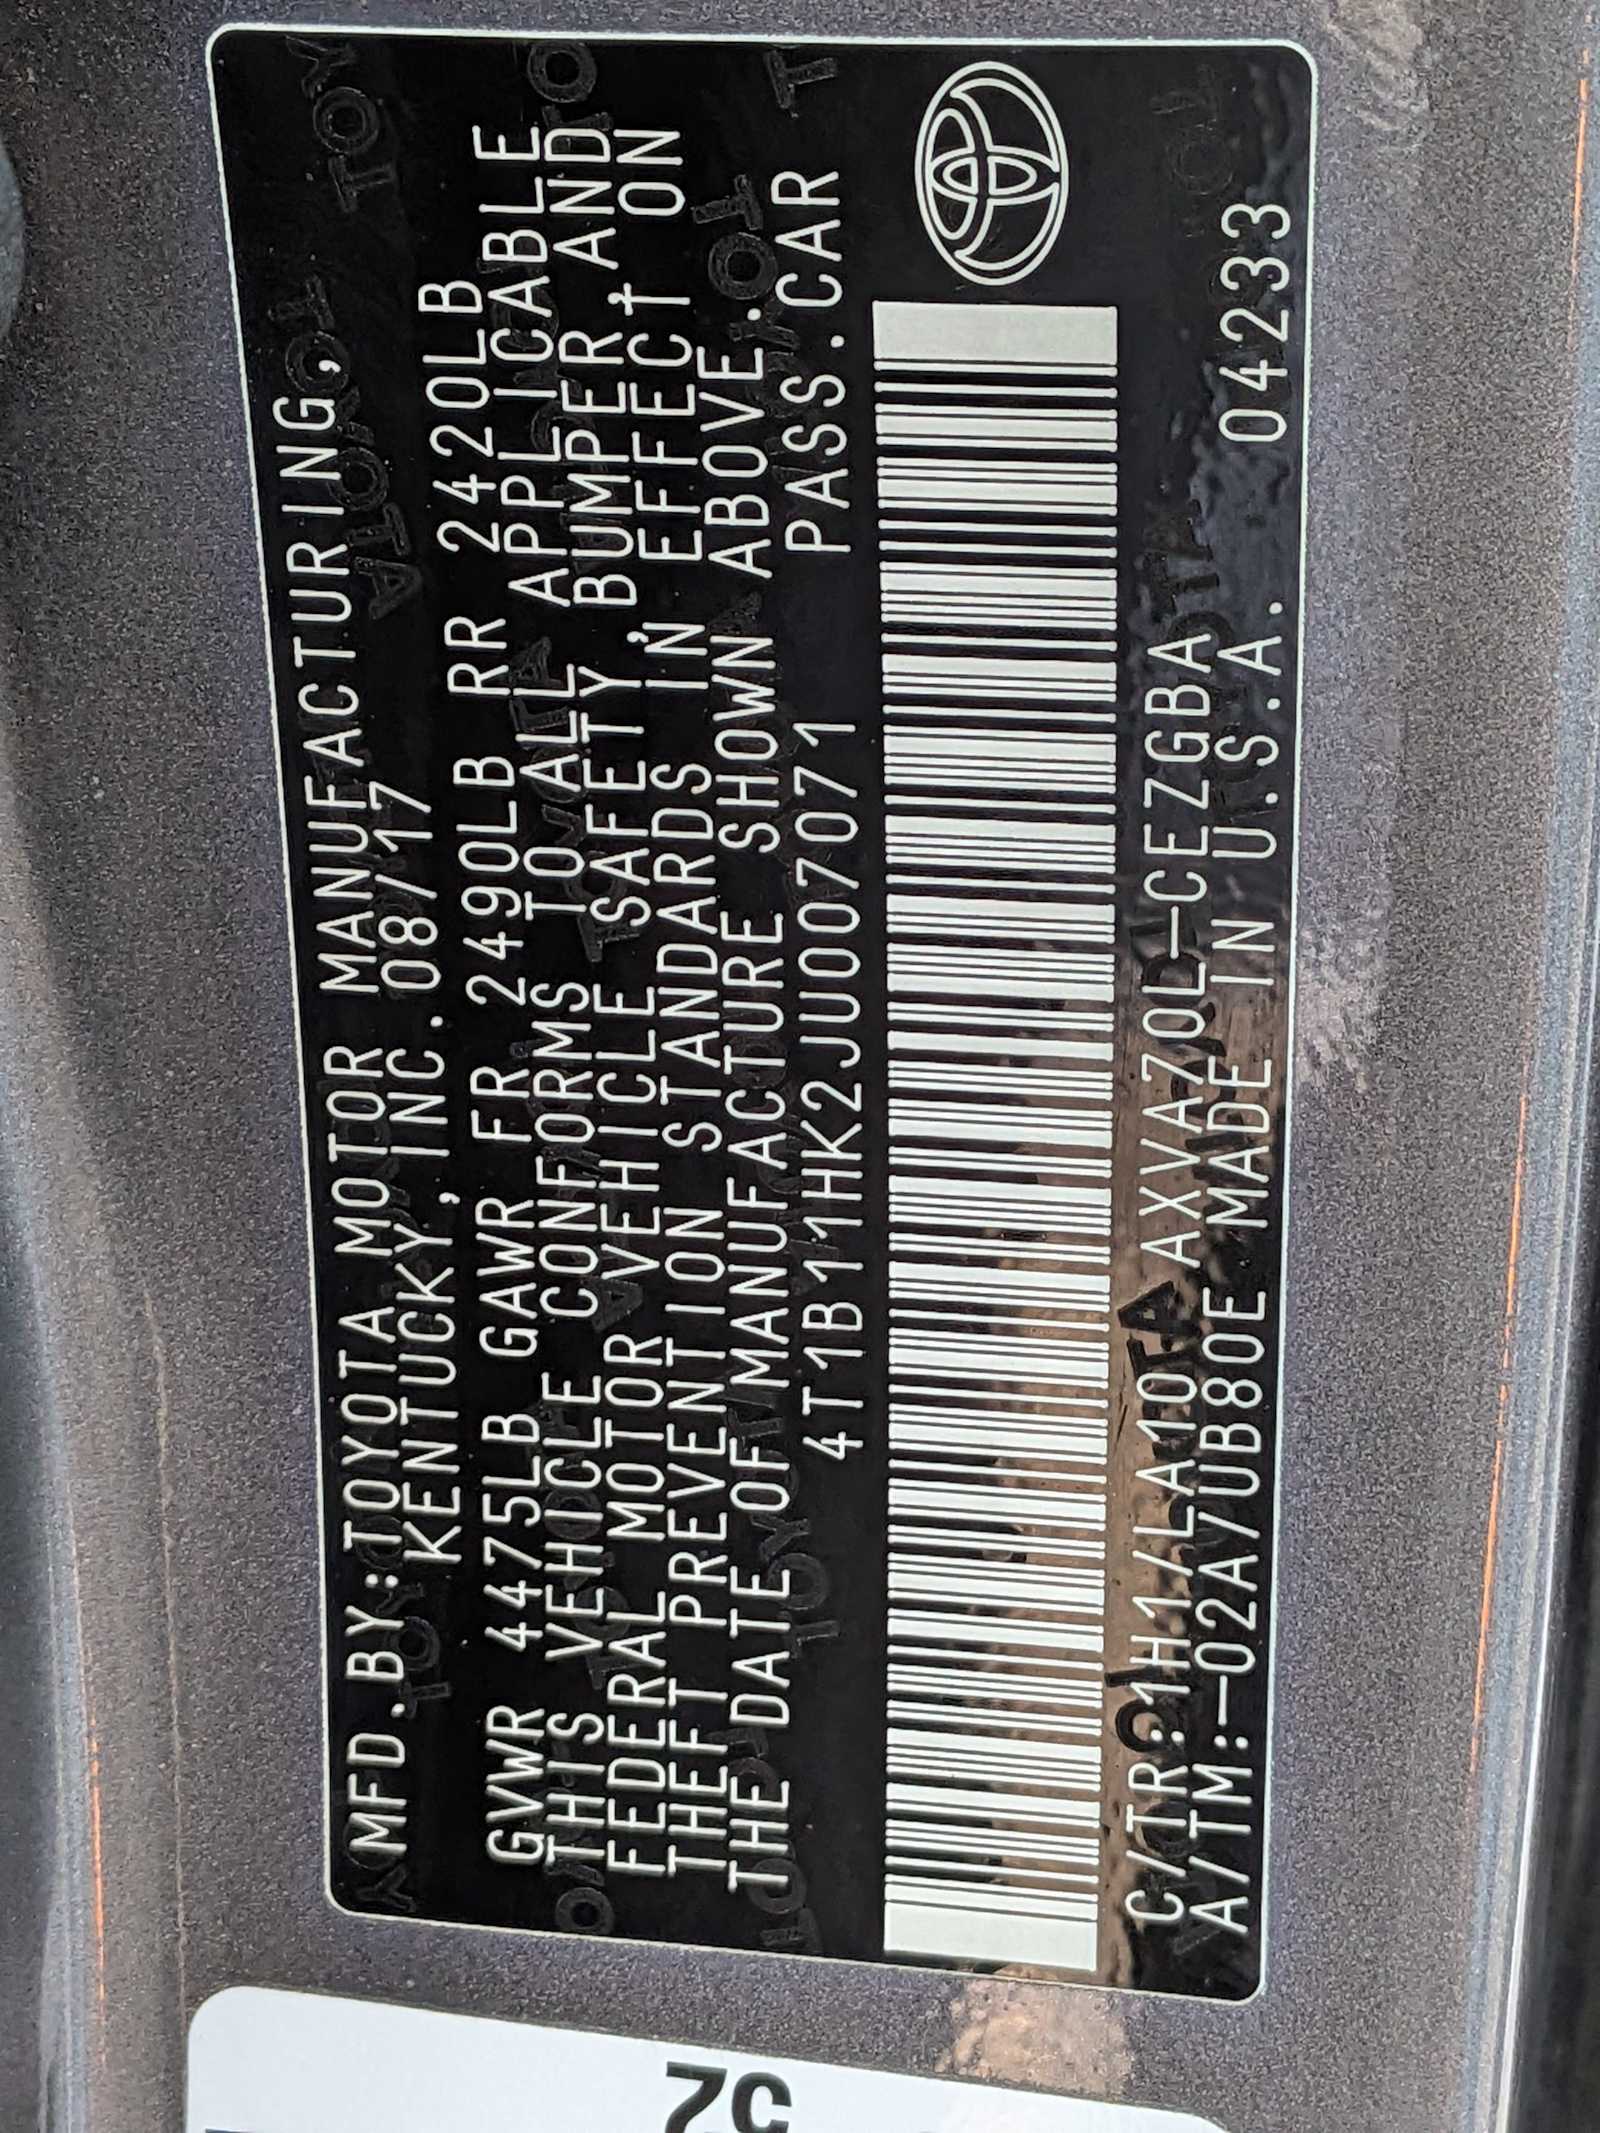 MFD.BY:TOYOTA MOTOR MANUFACTURING,
KENTUCKY, INC. 08/17
GVWR 4475LB GAWR FR 2490LB RR 2420LB
THIS VEHICLE CONFORMS TO ALL APPLICABLE
FEDERAL MOTOR VEHICLE SAFETY, BUMPER, AND
THEFT PREVENTION STANDARDS IN EFFECT ON
THE DATE OF MANUFACTURE SHOWN ABOVE.
4T1B11HK2JU007071 PASS.CAR
C/TR:1H1/LA10 AXVA70L-CEZGBA
A/TM:-02A/UB80E MADE IN U.S.A. 04233
52